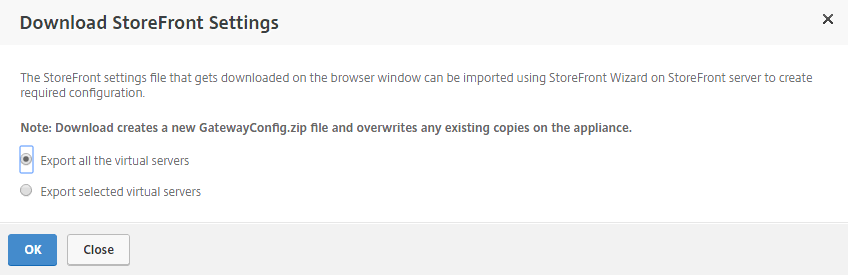 Download StoreFront Settings
The StoreFront settings file that gets downloaded on the browser window can be imported using StoreFront Wizard on StoreFront server to create
required configuration.
Note: Download creates a new GatewayConfig.zip file and overwrites any existing copies on the appliance.
Export all the virtual servers
Export selected virtual servers
OK Close